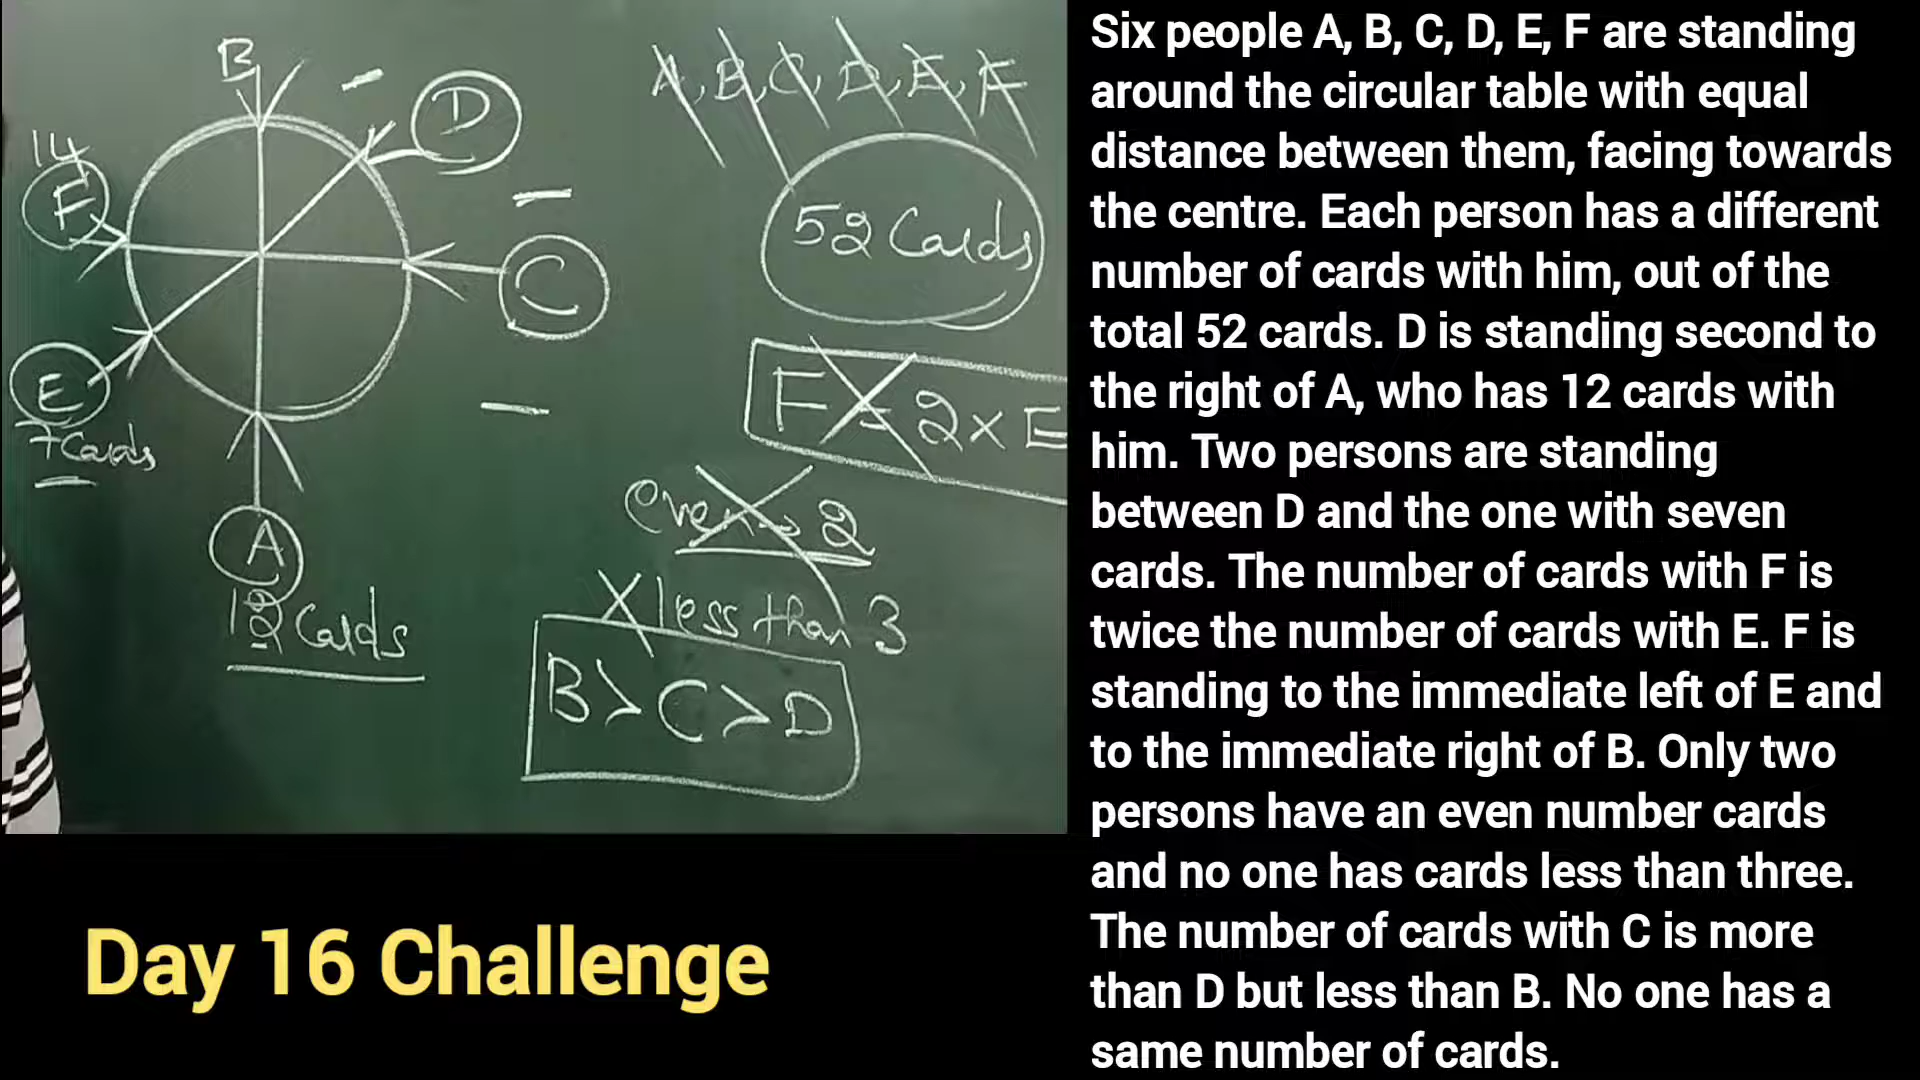 B
D
14
F
C
E
7 Cards
A
12 Cards
A, B, C, D, E, F
52 Cards
F = 2 x E
even → 2
less than 3
B > C > D
Day 16 Challenge
Six people A, B, C, D, E, F are standing
around the circular table with equal
distance between them, facing towards
the centre. Each person has a different
number of cards with him, out of the
total 52 cards. D is standing second to
the right of A, who has 12 cards with
him. Two persons are standing
between D and the one with seven
cards. The number of cards with F is
twice the number of cards with E. F is
standing to the immediate left of E and
to the immediate right of B. Only two
persons have an even number cards
and no one has cards less than three.
The number of cards with C is more
than D but less than B. No one has a
same number of cards.